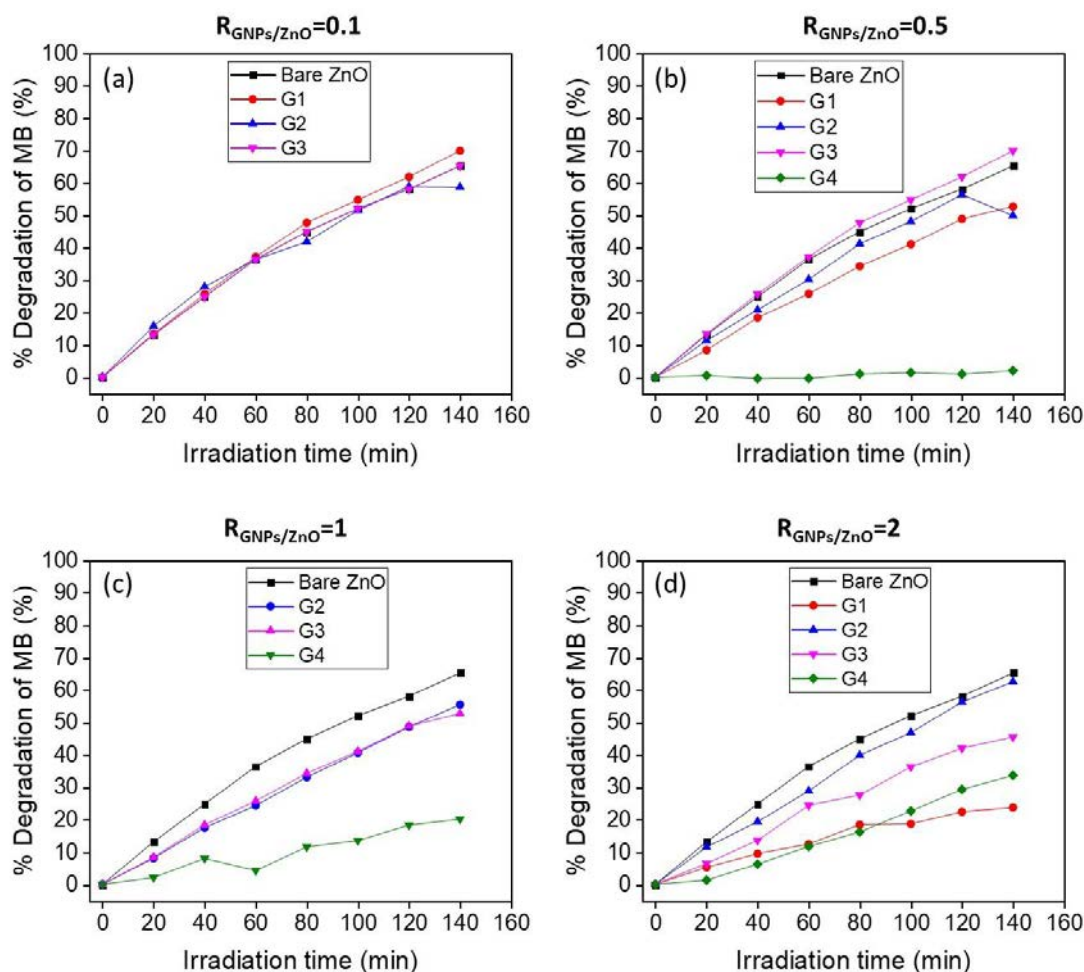 R_GNPs/ZnO=0.1
(a)
Bare ZnO
G1
G2
G3
% Degradation of MB (%)
100
90
80
70
60
50
40
30
20
10
0
0 20 40 60 80 100 120 140 160
Irradiation time (min)
R_GNPs/ZnO=0.5
(b)
Bare ZnO
G1
G2
G3
G4
% Degradation of MB (%)
100
90
80
70
60
50
40
30
20
10
0
0 20 40 60 80 100 120 140 160
Irradiation time (min)
R_GNPs/ZnO=1
(c)
Bare ZnO
G2
G3
G4
% Degradation of MB (%)
100
90
80
70
60
50
40
30
20
10
0
0 20 40 60 80 100 120 140 160
Irradiation time (min)
R_GNPs/ZnO=2
(d)
Bare ZnO
G1
G2
G3
G4
% Degradation of MB (%)
100
90
80
70
60
50
40
30
20
10
0
0 20 40 60 80 100 120 140 160
Irradiation time (min)